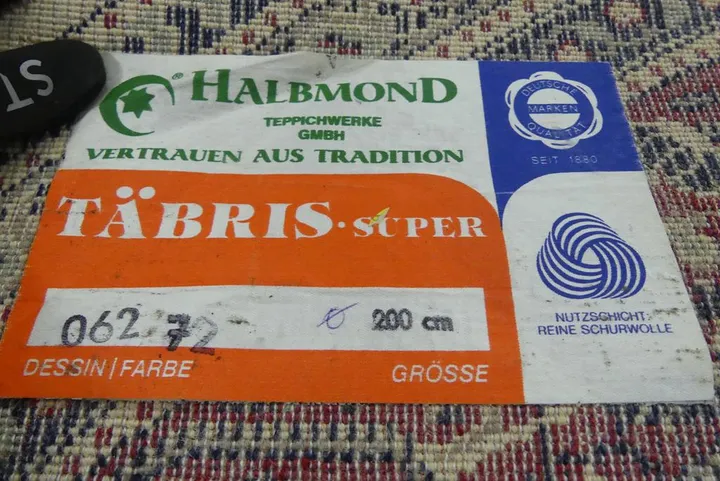 ST
HALBMOND
®
TEPPICHWERKE
GMBH
VERTRAUEN AUS TRADITION
DEUTSCHE
MARKEN
QUALITÄT
SEIT 1880
TÄBRIS·SUPER
NUTZSCHICHT:
REINE SCHURWOLLE
062 72
200 cm
DESSIN/FARBE
GRÖSSE